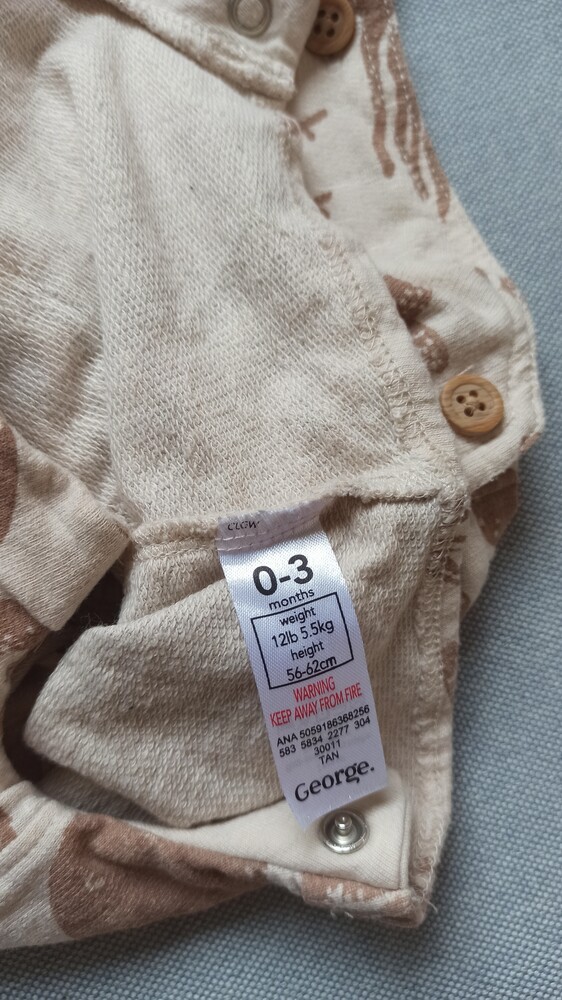 CLGW
0-3
months
weight
12lb 5.5kg
height
56-62cm
WARNING
KEEP AWAY FROM FIRE
ANA 5059186368256
583 5834 2277 304
30011
TAN
George.